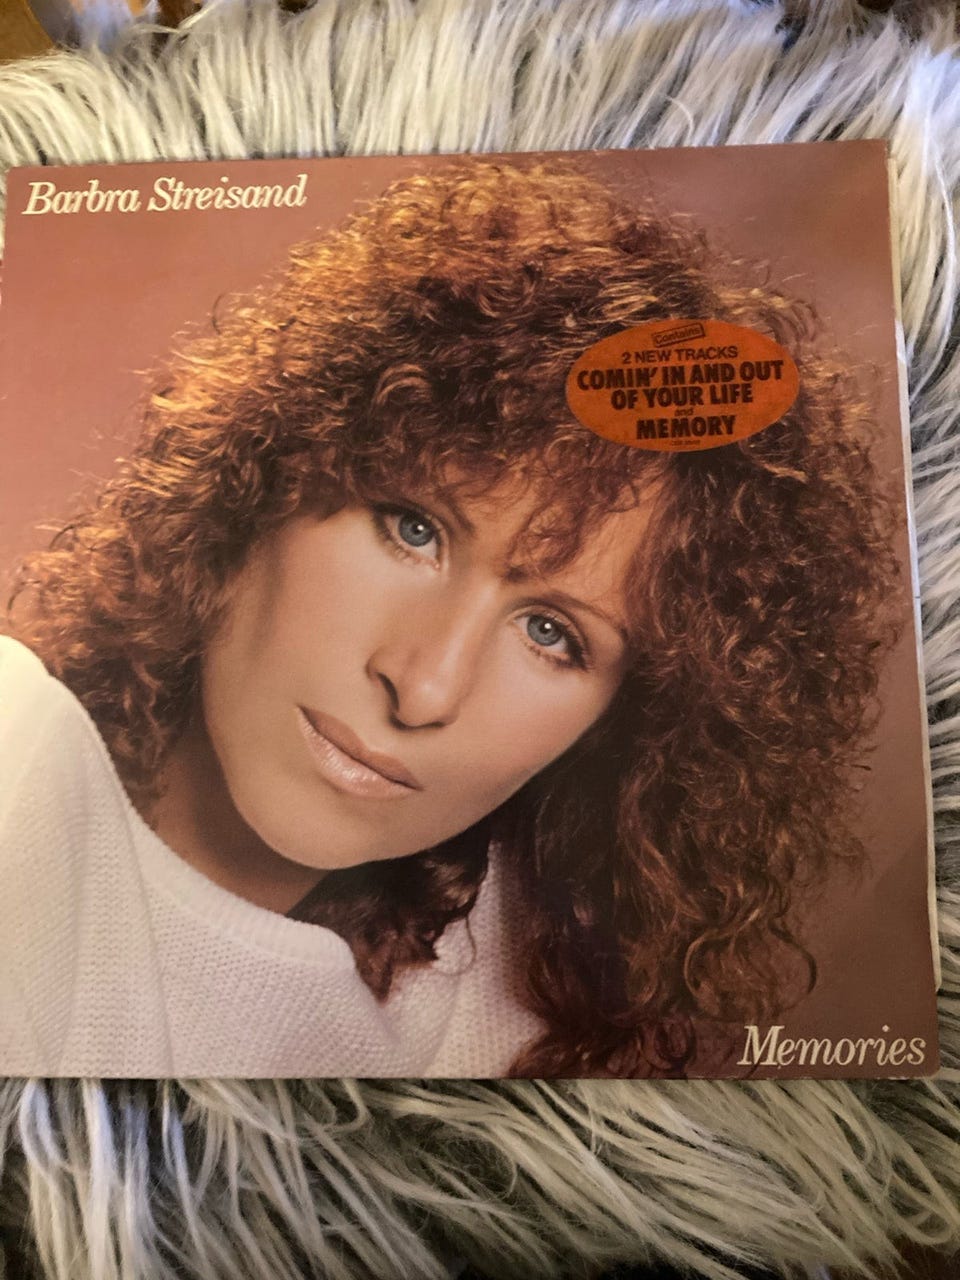 Barbra Streisand
Contains
2 NEW TRACKS
COMIN' IN AND OUT
OF YOUR LIFE
and
MEMORY
Memories